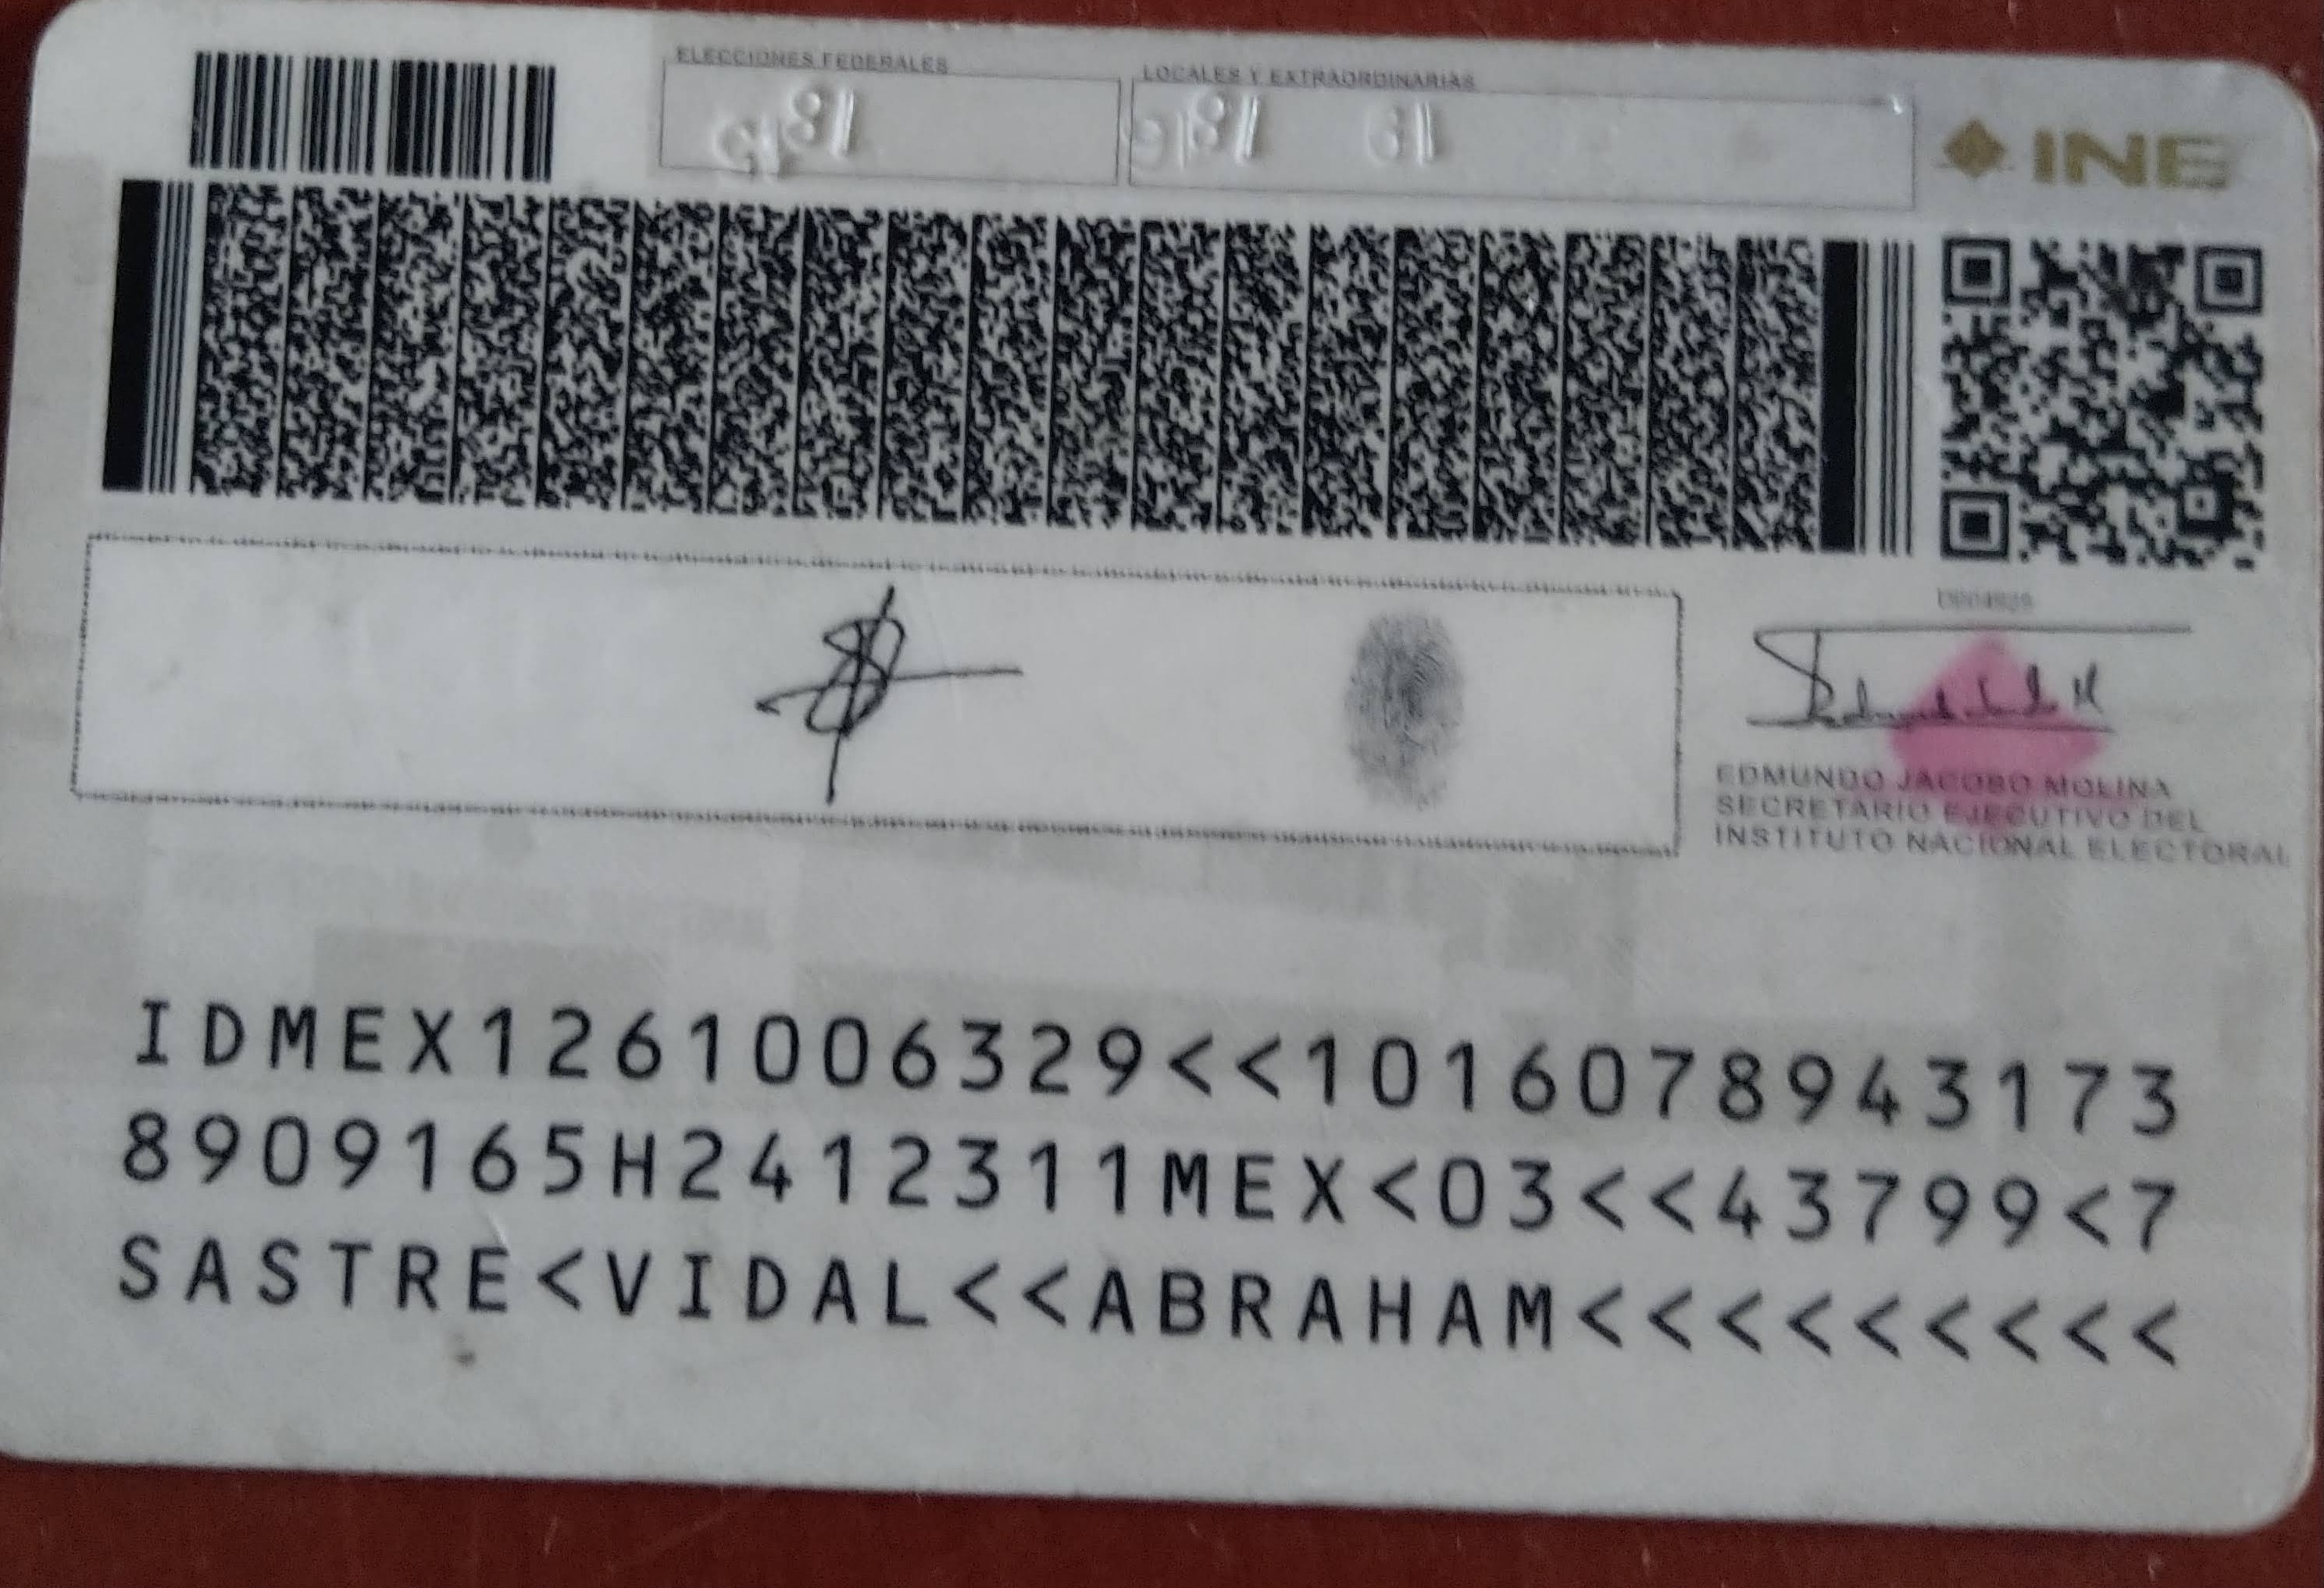 ELECCIONES FEDERALES
LOCALES Y EXTRAORDINARIAS
INE
EDMUNDO JACOBO MOLINA
SECRETARIO EJECUTIVO DEL
INSTITUTO NACIONAL ELECTORAL
IDMEX1261006329<<1016078943173
8909165H2412311MEX<03<<43799<7
SASTRE<VIDAL<<ABRAHAM<<<<<<<<<